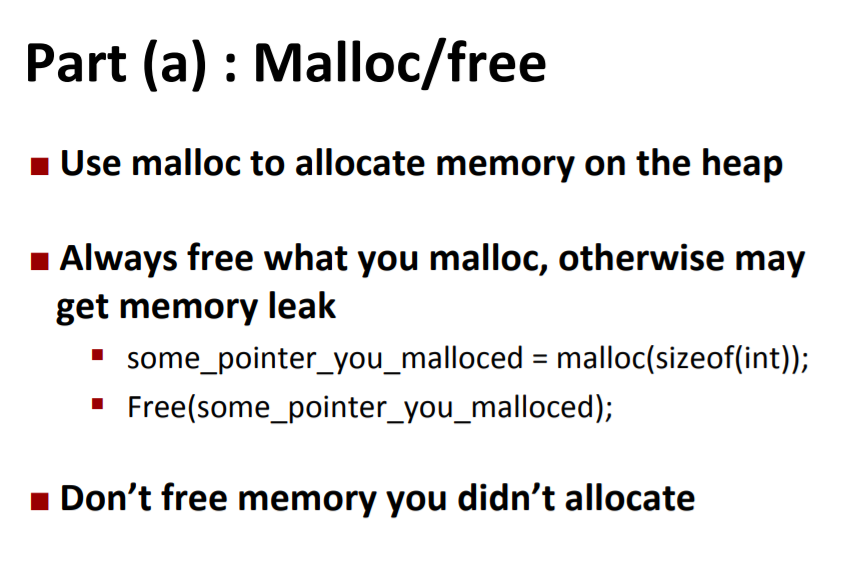 Part (a) : Malloc/free
Use malloc to allocate memory on the heap
Always free what you malloc, otherwise may
get memory leak
some_pointer_you_malloced = malloc(sizeof(int));
Free(some_pointer_you_malloced);
Don’t free memory you didn’t allocate